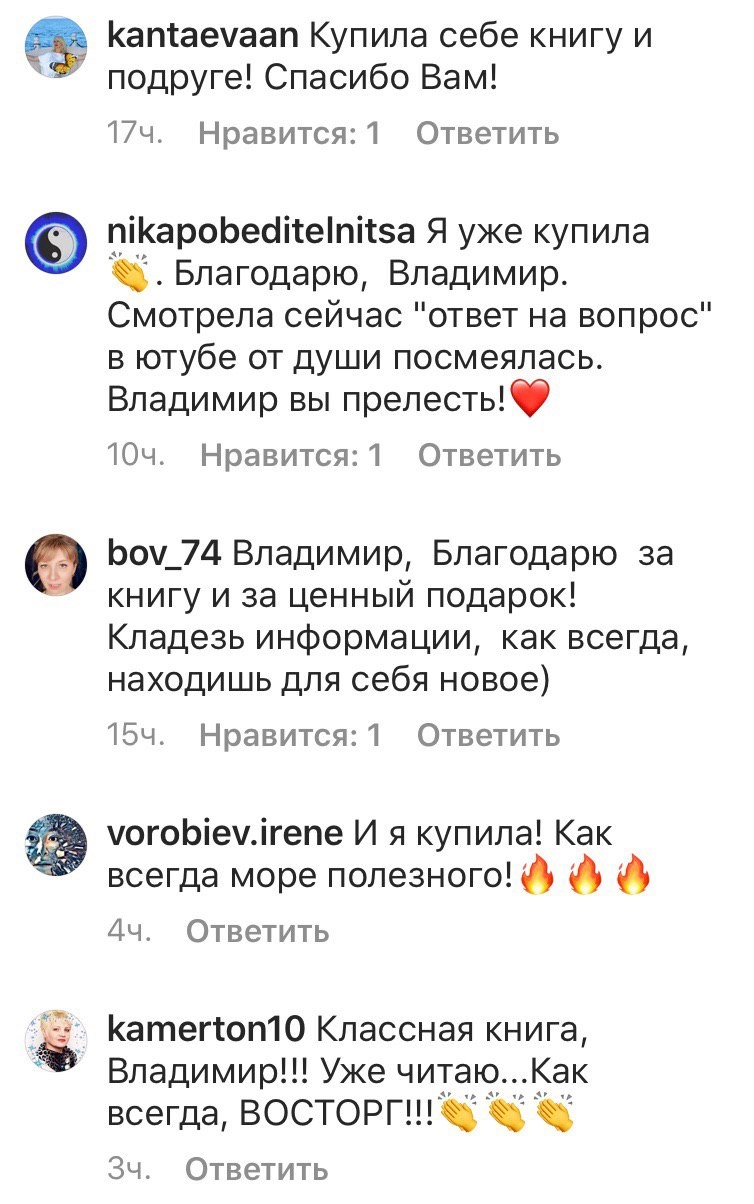 kantaevaan Купила себе книгу и
подруге! Спасибо Вам!
17ч. Нравится: 1 Ответить
nikapobeditelnitsa Я уже купила
👏. Благодарю, Владимир.
Смотрела сейчас "ответ на вопрос"
в ютубе от души посмеялась.
Владимир вы прелесть!❤️
10ч. Нравится: 1 Ответить
bov_74 Владимир, Благодарю за
книгу и за ценный подарок!
Кладезь информации, как всегда,
находишь для себя новое)
15ч. Нравится: 1 Ответить
vorobiev.irene И я купила! Как
всегда море полезного!🔥🔥🔥
4ч. Ответить
kamerton10 Классная книга,
Владимир!!! Уже читаю...Как
всегда, ВОСТОРГ!!!👏👏👏
3ч. Ответить